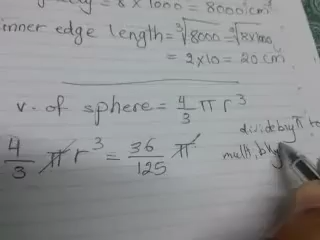 = 8 × 1000 = 8000 cm³
inner edge length = ∛8000 = ∛8×1000
= 2 × 10 = 20 cm
v. of sphere = 4/3 π r³
divide by π
4/3 π r³ = 36/125 π
multi. by